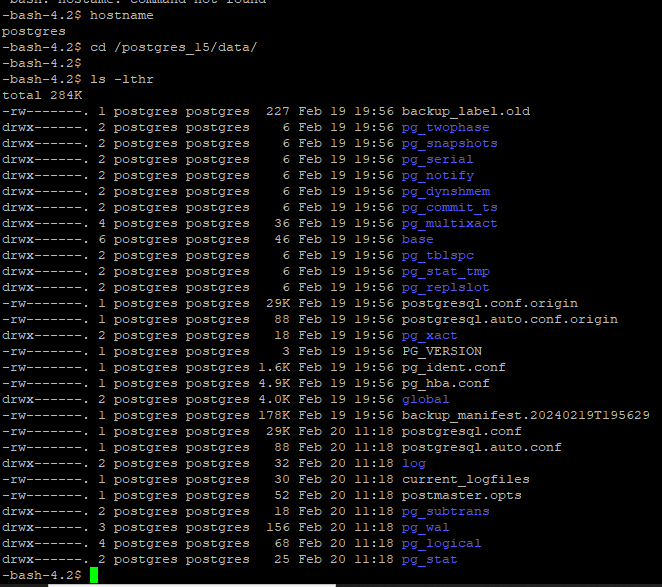 -bash: hostame: command not found
-bash-4.2$ hostname
postgres
-bash-4.2$ cd /postgres_15/data/
-bash-4.2$
-bash-4.2$ ls -lthr
total 284K
-rw-------. 1 postgres postgres  227 Feb 19 19:56 backup_label.old
drwx------. 2 postgres postgres    6 Feb 19 19:56 pg_twophase
drwx------. 2 postgres postgres    6 Feb 19 19:56 pg_snapshots
drwx------. 2 postgres postgres    6 Feb 19 19:56 pg_serial
drwx------. 2 postgres postgres    6 Feb 19 19:56 pg_notify
drwx------. 2 postgres postgres    6 Feb 19 19:56 pg_dynshmem
drwx------. 2 postgres postgres    6 Feb 19 19:56 pg_commit_ts
drwx------. 4 postgres postgres   36 Feb 19 19:56 pg_multixact
drwx------. 6 postgres postgres   46 Feb 19 19:56 base
drwx------. 2 postgres postgres    6 Feb 19 19:56 pg_tblspc
drwx------. 2 postgres postgres    6 Feb 19 19:56 pg_stat_tmp
drwx------. 2 postgres postgres    6 Feb 19 19:56 pg_replslot
-rw-------. 1 postgres postgres  29K Feb 19 19:56 postgresql.conf.origin
-rw-------. 1 postgres postgres   88 Feb 19 19:56 postgresql.auto.conf.origin
drwx------. 2 postgres postgres   18 Feb 19 19:56 pg_xact
-rw-------. 1 postgres postgres    3 Feb 19 19:56 PG_VERSION
-rw-------. 1 postgres postgres 1.6K Feb 19 19:56 pg_ident.conf
-rw-------. 1 postgres postgres 4.9K Feb 19 19:56 pg_hba.conf
drwx------. 2 postgres postgres 4.0K Feb 19 19:56 global
-rw-------. 1 postgres postgres 178K Feb 19 19:56 backup_manifest.20240219T195629
-rw-------. 1 postgres postgres  29K Feb 20 11:18 postgresql.conf
-rw-------. 1 postgres postgres   88 Feb 20 11:18 postgresql.auto.conf
drwx------. 2 postgres postgres   32 Feb 20 11:18 log
-rw-------. 1 postgres postgres   30 Feb 20 11:18 current_logfiles
-rw-------. 1 postgres postgres   52 Feb 20 11:18 postmaster.opts
drwx------. 2 postgres postgres   18 Feb 20 11:18 pg_subtrans
drwx------. 3 postgres postgres  156 Feb 20 11:18 pg_wal
drwx------. 4 postgres postgres   68 Feb 20 11:18 pg_logical
drwx------. 2 postgres postgres   25 Feb 20 11:18 pg_stat
-bash-4.2$